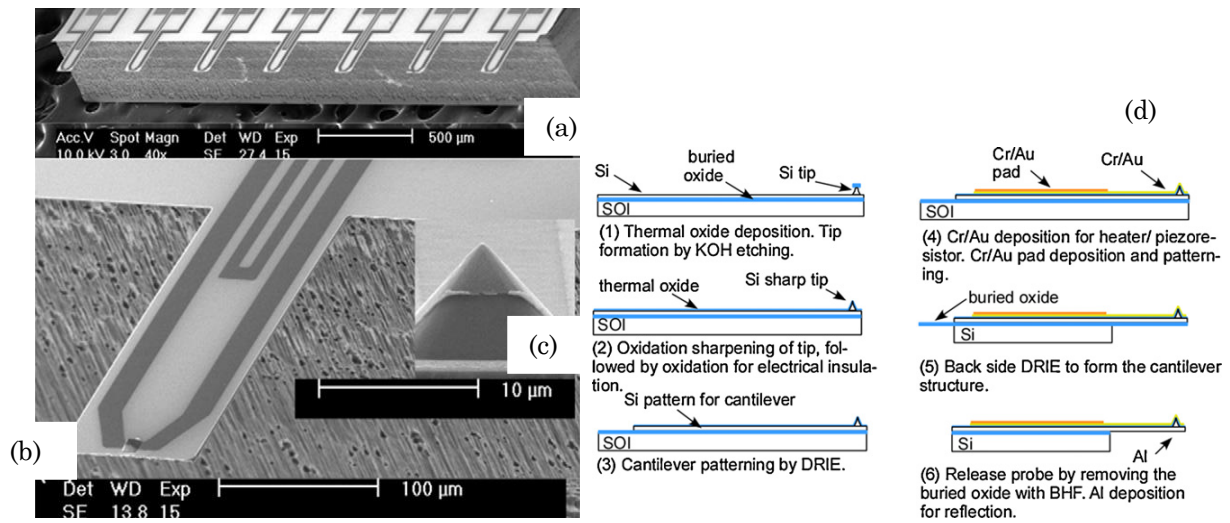 Acc.V Spot Magn Det WD Exp 500 µm
10.0 kV 3.0 40x SE 27.4 15
(a)
(c)
10 µm
(b)
Det WD Exp 100 µm
SE 13.8 15
(d)
Si
buried
oxide
Si tip
SOI
(1) Thermal oxide deposition. Tip
formation by KOH etching.
thermal oxide
Si sharp tip
SOI
(2) Oxidation sharpening of tip, fol-
lowed by oxidation for electrical insula-
tion.
Si pattern for cantilever
SOI
(3) Cantilever patterning by DRIE.
Cr/Au
pad
Cr/Au
SOI
(4) Cr/Au deposition for heater/ piezore-
sistor. Cr/Au pad deposition and pattern-
ing.
buried oxide
Si
(5) Back side DRIE to form the cantilever
structure.
Si
Al
(6) Release probe by removing the
buried oxide with BHF. Al deposition
for reflection.